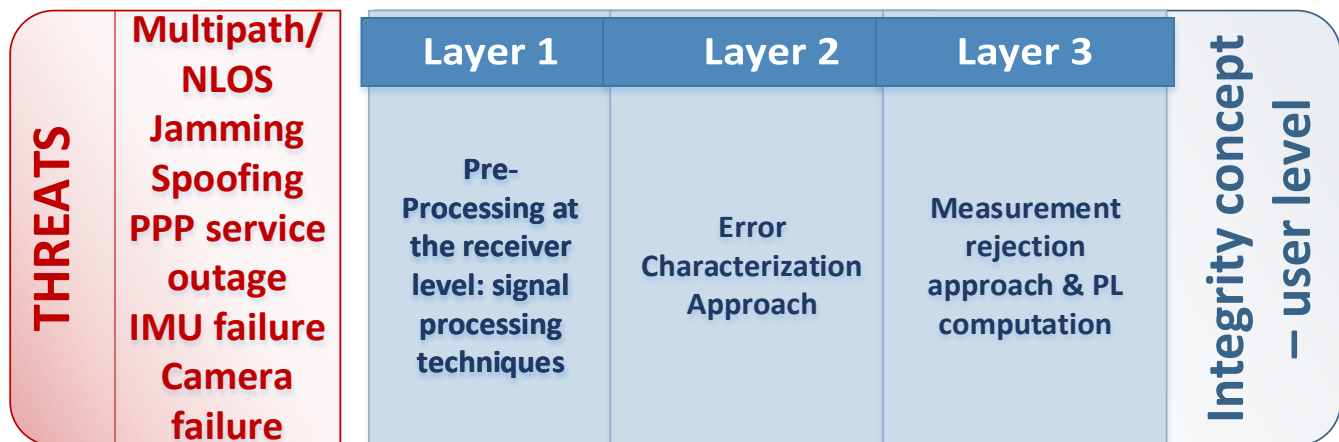 THREATS
Multipath/
NLOS
Jamming
Spoofing
PPP service
outage
IMU failure
Camera
failure
Layer 1
Pre-
Processing at
the receiver
level: signal
processing
techniques
Layer 2
Error
Characterization
Approach
Layer 3
Measurement
rejection
approach & PL
computation
Integrity concept
– user level